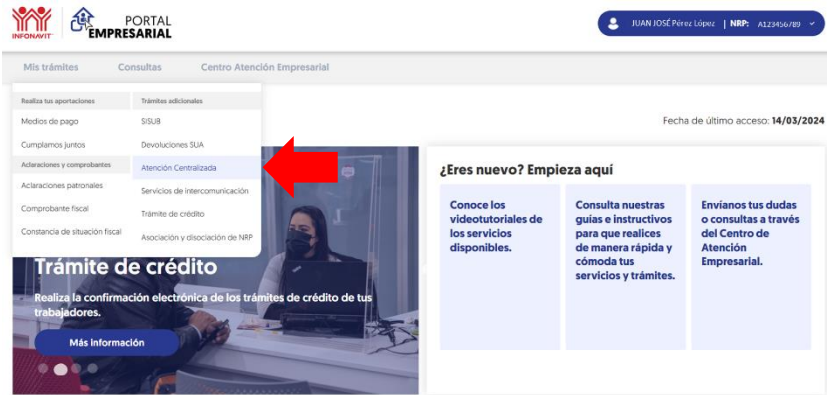 INFONAVIT
PORTAL
EMPRESARIAL
JUAN JOSÉ Pérez López | NRP: A123456789
Mis trámites Consultas Centro Atención Empresarial
Realiza tus aportaciones
Medios de pago
Cumplamos juntos
Aclaraciones y comprobantes
Aclaraciones patronales
Comprobante fiscal
Constancia de situación fiscal
Trámites adicionales
SISUB
Devoluciones SUA
Atención Centralizada
Servicios de intercomunicación
Trámite de crédito
Asociación y disociación de NRP
Fecha de último acceso: 14/03/2024
Trámite de crédito
Realiza la confirmación electrónica de los trámites de crédito de tus
trabajadores.
Más Información
¿Eres nuevo? Empieza aquí
Conoce los
videotutoriales de
los servicios
disponibles.
Consulta nuestras
guías e instructivos
para que realices
de manera rápida y
cómoda tus
servicios y trámites.
Envíanos tus dudas
o consultas a través
del Centro de
Atención
Empresarial.